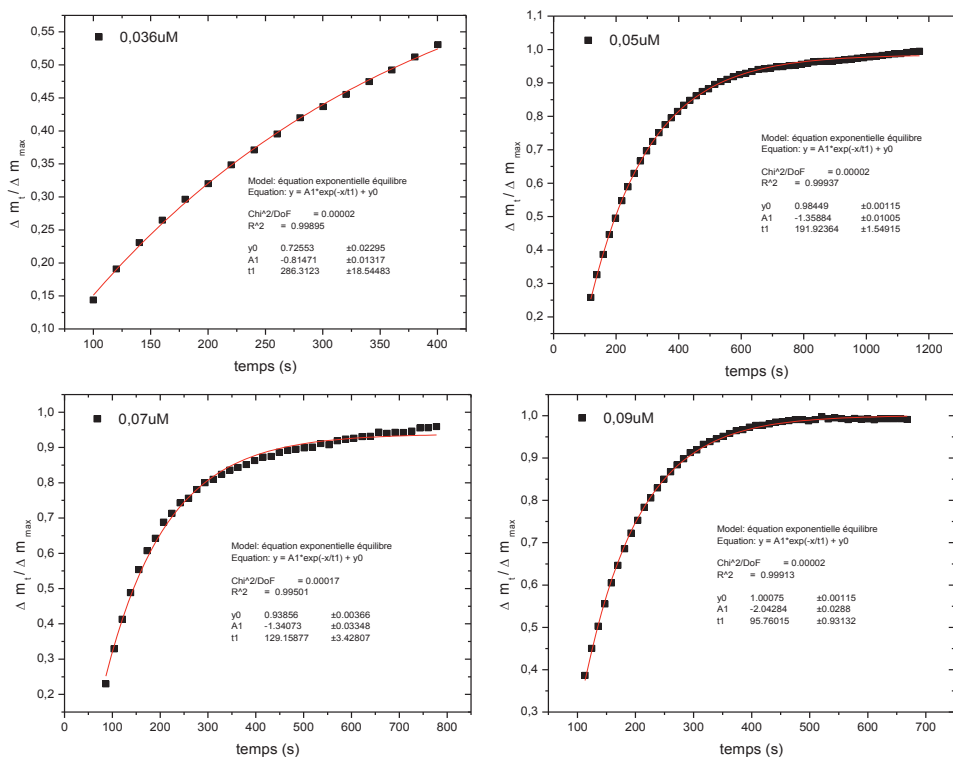 0,036uM
Δ m_t / Δ m_max
0,55
0,50
0,45
0,40
0,35
0,30
0,25
0,20
0,15
0,10
Model: équation exponentielle équilibre
Equation: y = A1*exp(-x/t1) + y0
Chi^2/DoF = 0.00002
R^2 = 0.99895
y0 0.72553 ±0.02295
A1 -0.81471 ±0.01317
t1 286.3123 ±18.54483
100 150 200 250 300 350 400
temps (s)
0,05uM
Δ m_t / Δ m_max
1,0
0,9
0,8
0,7
0,6
0,5
0,4
0,3
0,2
Model: équation exponentielle équilibre
Equation: y = A1*exp(-x/t1) + y0
Chi^2/DoF = 0.00002
R^2 = 0.99937
y0 0.98449 ±0.00115
A1 -1.35884 ±0.01005
t1 191.92364 ±1.54915
0 200 400 600 800 1000 1200
temps (s)
0,07uM
Δ m_t / Δ m_max
1,0
0,9
0,8
0,7
0,6
0,5
0,4
0,3
0,2
Model: équation exponentielle équilibre
Equation: y = A1*exp(-x/t1) + y0
Chi^2/DoF = 0.00017
R^2 = 0.99501
y0 0.93856 ±0.00366
A1 -1.34073 ±0.03348
t1 129.15877 ±3.42807
0 100 200 300 400 500 600 700 800
temps (s)
0,09uM
Δ m_t / Δ m_max
1,0
0,9
0,8
0,7
0,6
0,5
0,4
0,3
Model: équation exponentielle équilibre
Equation: y = A1*exp(-x/t1) + y0
Chi^2/DoF = 0.00002
R^2 = 0.99913
y0 1.00075 ±0.00115
A1 -2.04284 ±0.0288
t1 95.76015 ±0.93132
0 100 200 300 400 500 600 700
temps (s)